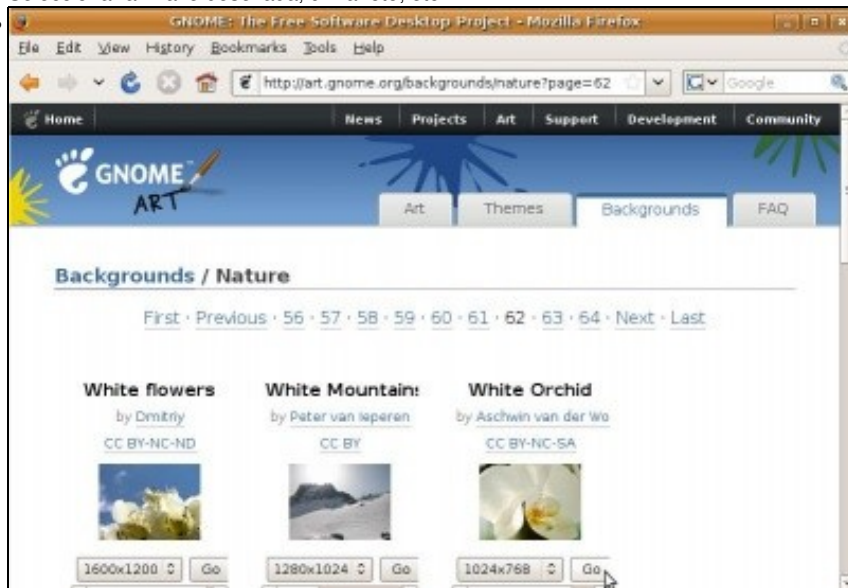 GNOME: The Free Software Desktop Project - Mozilla Firefox
File Edit View History Bookmarks Tools Help
http://art.gnome.org/backgrounds/nature?page=62 Google
Home News Projects Art Support Development Community
GNOME ART
Art Themes Backgrounds FAQ
Backgrounds / Nature
First · Previous · 56 · 57 · 58 · 59 · 60 · 61 · 62 · 63 · 64 · Next · Last
White flowers White Mountains White Orchid
by Dmitriy by Peter van Ieperen by Aschwin van der Wo
CC BY-NC-ND CC BY CC BY-NC-SA
1600x1200 Go 1280x1024 Go 1024x768 Go